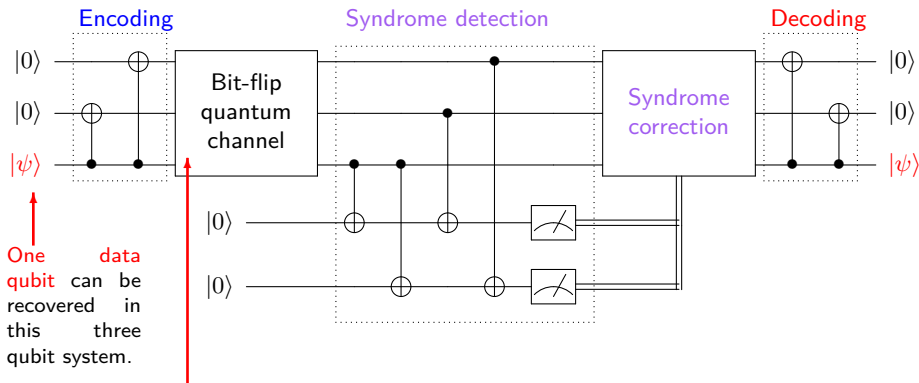 Encoding
Syndrome detection
Decoding
|0⟩
|0⟩
|ψ⟩
Bit-flip
quantum
channel
Syndrome
correction
|0⟩
|0⟩
|ψ⟩
|0⟩
|0⟩
One data
qubit can be
recovered in
this three
qubit system.